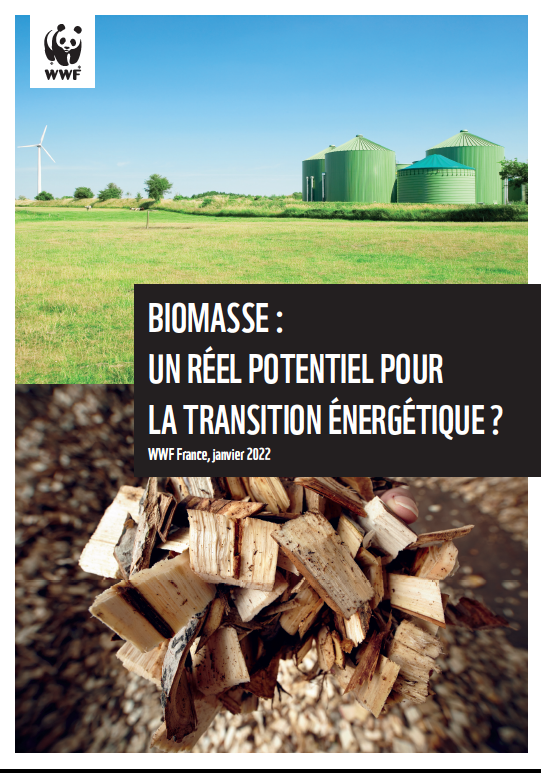 WWF
BIOMASSE :
UN RÉEL POTENTIEL POUR
LA TRANSITION ÉNERGÉTIQUE ?
WWF France, janvier 2022